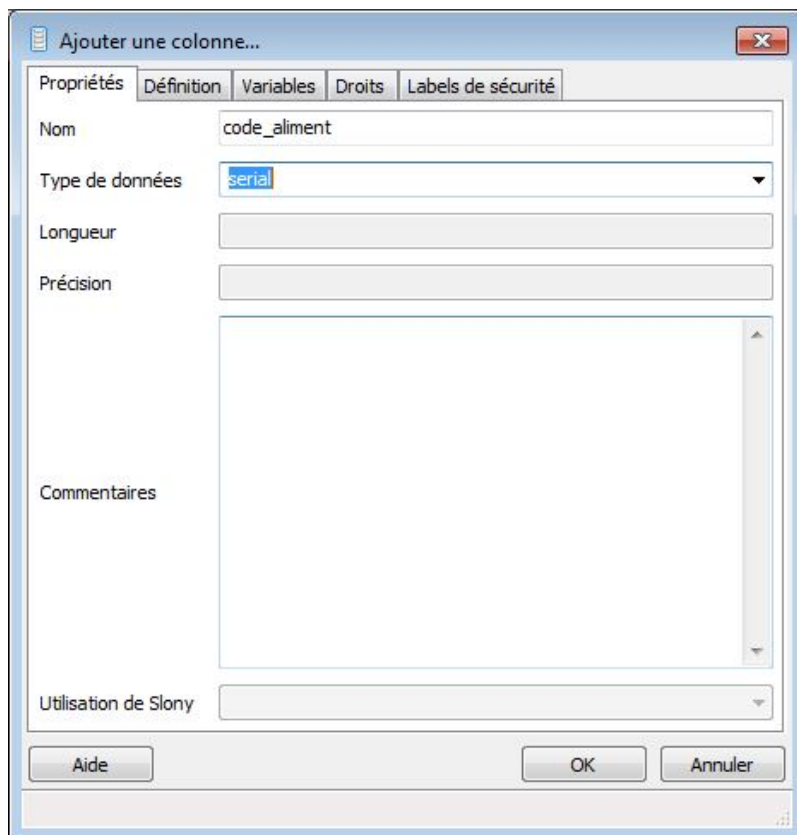 Ajouter une colonne...
Propriétés Définition Variables Droits Labels de sécurité
Nom code_aliment
Type de données serial
Longueur
Précision
Commentaires
Utilisation de Slony
Aide OK Annuler